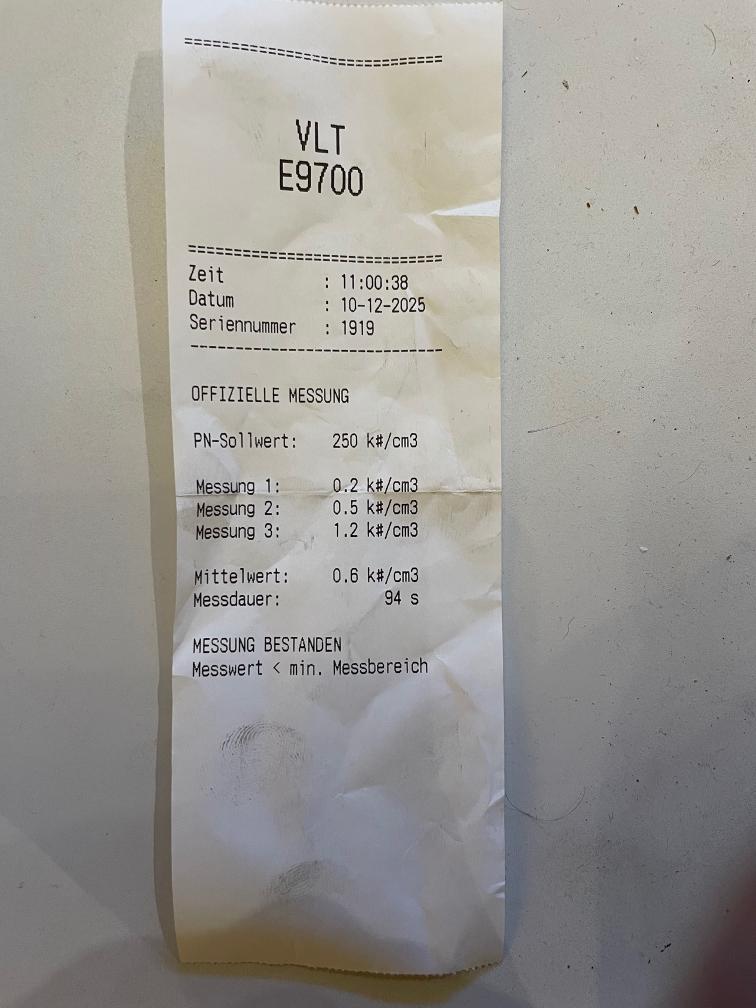 ==============================
VLT
E9700
==============================
Zeit : 11:00:38
Datum : 10-12-2025
Seriennummer : 1919
------------------------------
OFFIZIELLE MESSUNG
PN-Sollwert: 250 k#/cm3
Messung 1: 0.2 k#/cm3
Messung 2: 0.5 k#/cm3
Messung 3: 1.2 k#/cm3
Mittelwert: 0.6 k#/cm3
Messdauer: 94 s
MESSUNG BESTANDEN
Messwert < min. Messbereich